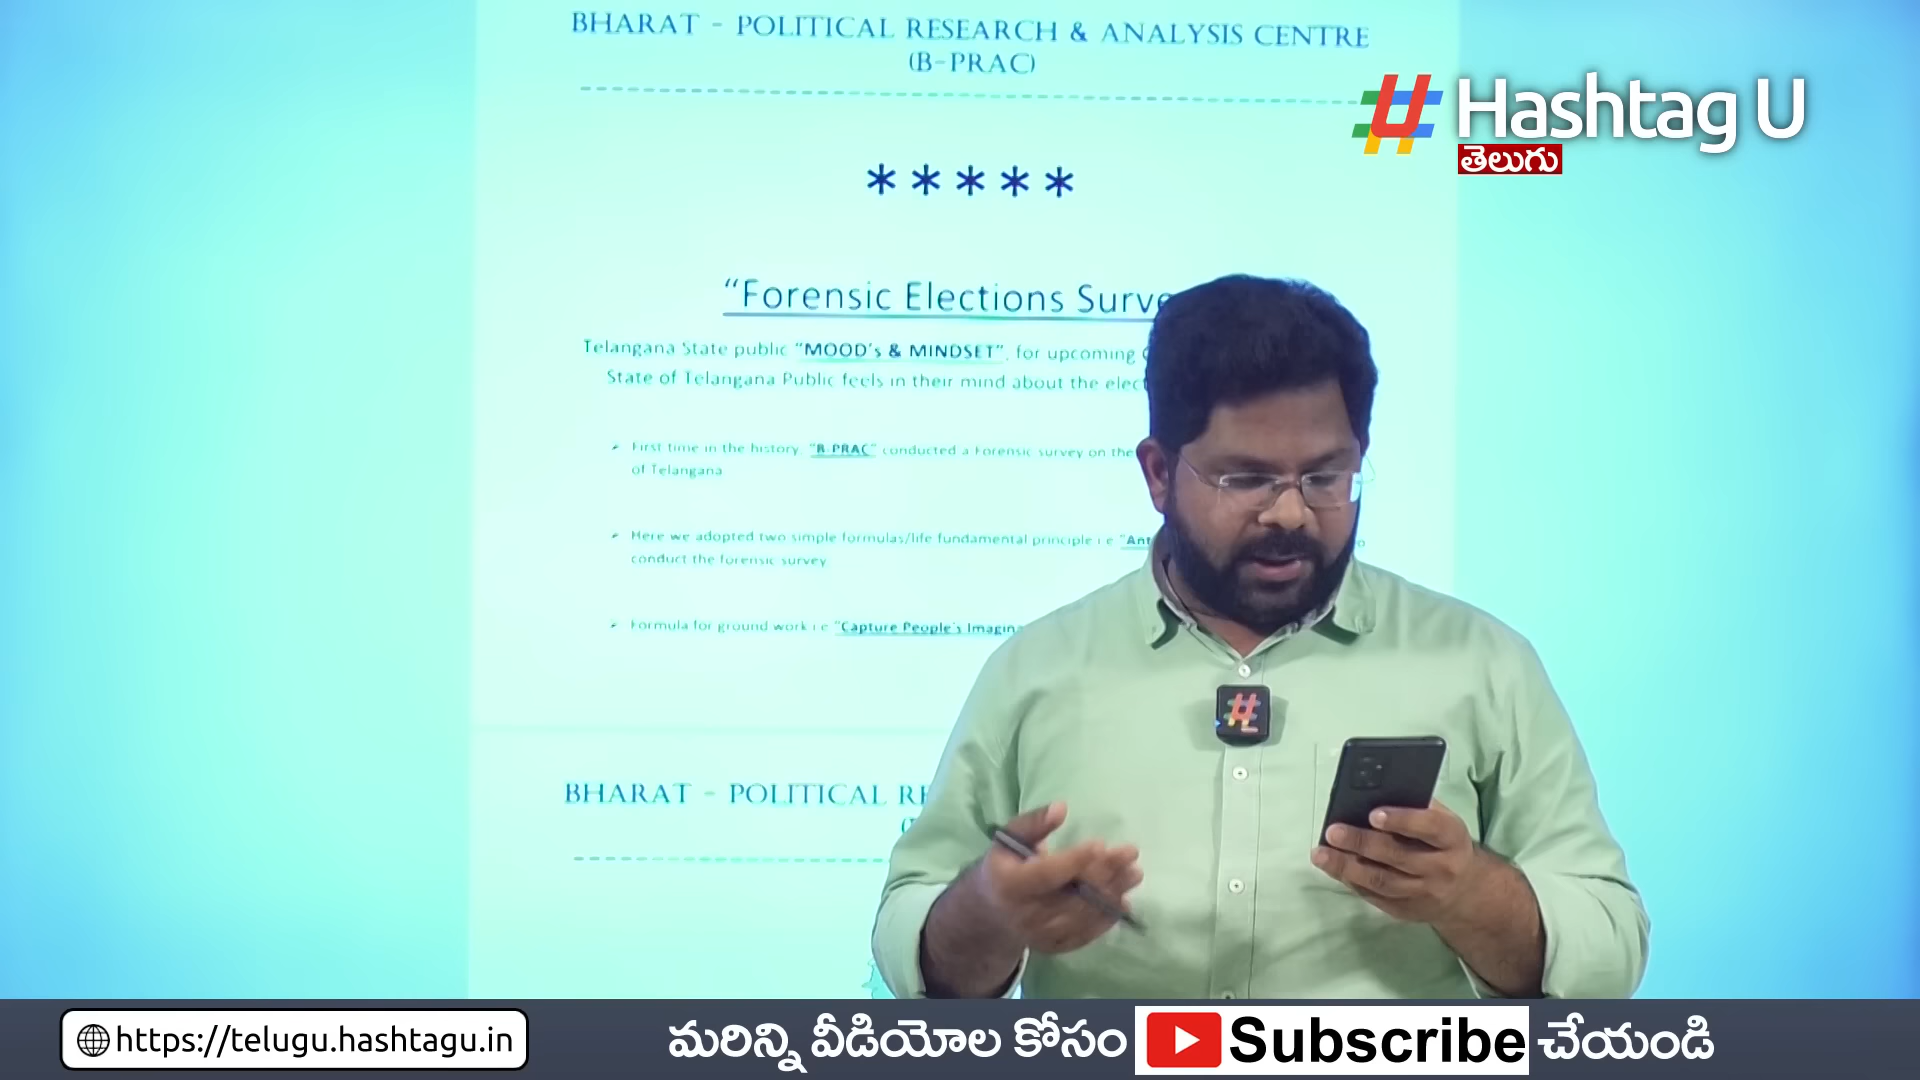 BHARAT - POLITICAL RESEARCH & ANALYSIS CENTRE
(B-PRAC)
Hashtag U
తెలుగు
*****
“Forensic Elections Surve
Telangana State public “MOOD’s & MINDSET”, for upcoming
State of Telangana Public feels in their mind about the elect
First time in the history, “B-PRAC” conducted a Forensic survey on the
of Telangana
Here we adopted two simple formulas/life fundamental principle i.e “Ant
conduct the forensic survey
Formula for ground work i.e “Capture People’s Imagina
BHARAT - POLITICAL RE
https://telugu.hashtagu.in
మరిన్ని వీడియోల కోసం Subscribe చేయండి